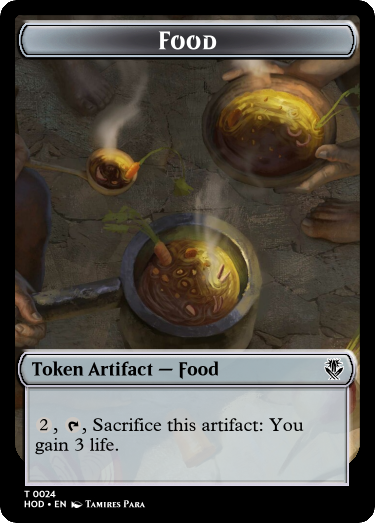 Food
Token Artifact — Food
2, , Sacrifice this artifact: You
gain 3 life.
T 0024
HOD • EN Tamires Para